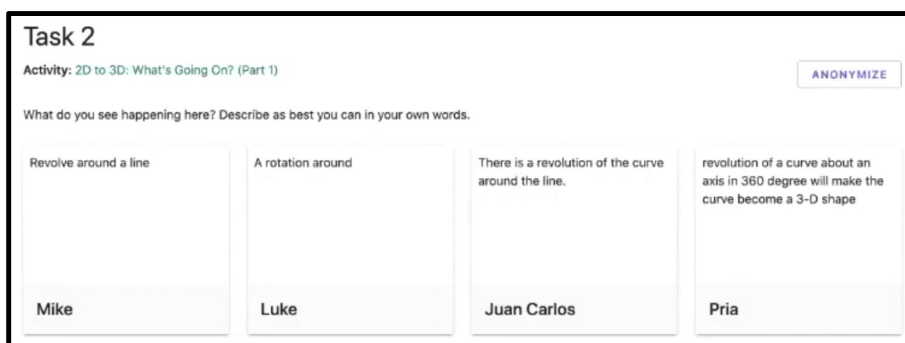 Task 2
Activity: 2D to 3D: What's Going On? (Part 1)
ANONYMIZE
What do you see happening here? Describe as best you can in your own words.
Revolve around a line
Mike
A rotation around
Luke
There is a revolution of the curve
around the line.
Juan Carlos
revolution of a curve about an
axis in 360 degree will make the
curve become a 3-D shape
Pria